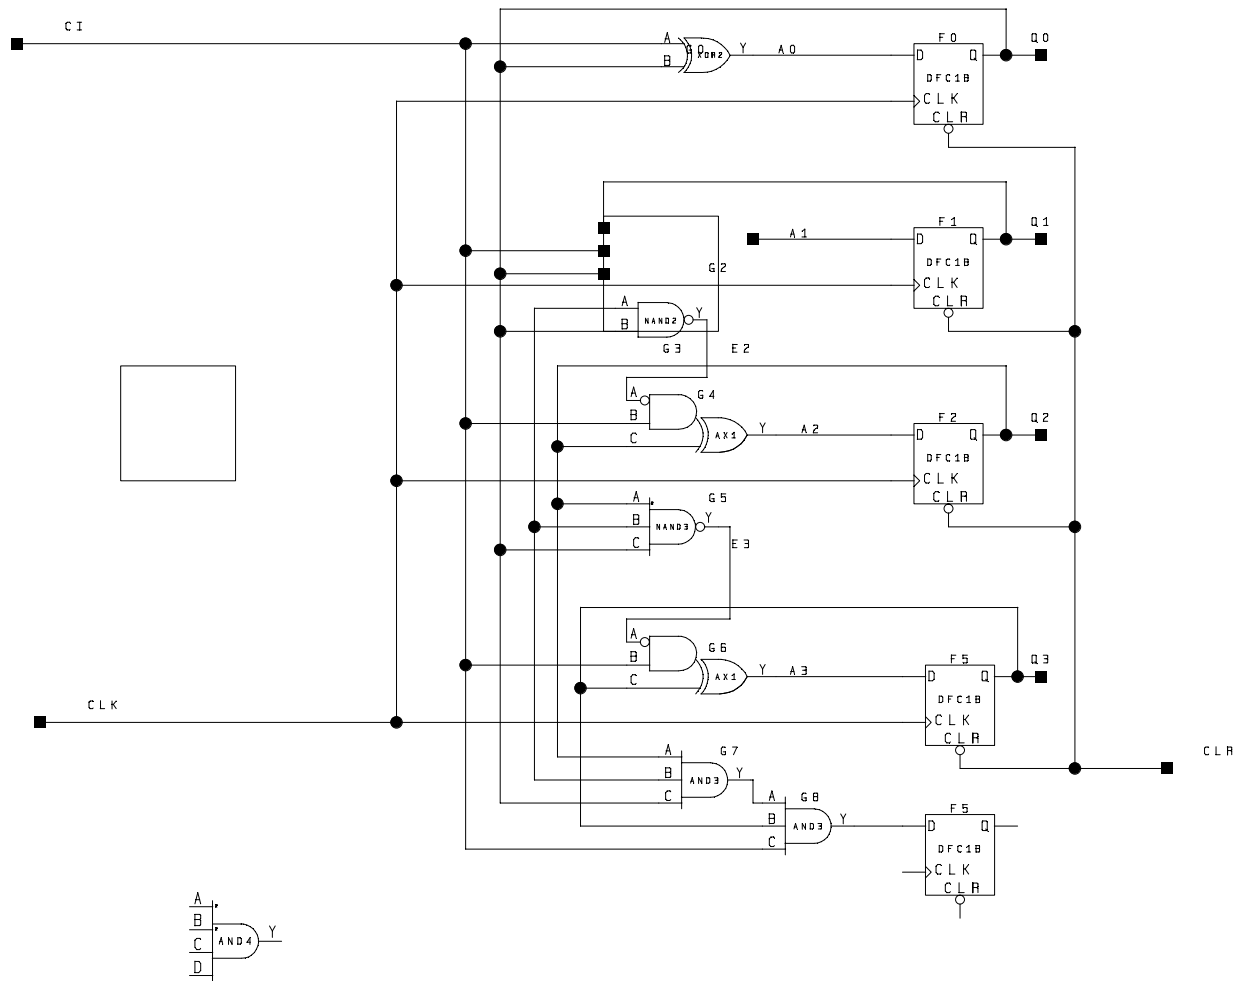 CI
A G0 XOR2 Y A0
B
F0 Q0
D Q
DFC1B
CLK
CLR
F1 Q1
A1 D Q
DFC1B
CLK
CLR
G2
A Y
NAND2
B
G3 E2
A G4
B
C AX1 Y A2
F2 Q2
D Q
DFC1B
CLK
CLR
A G5
B NAND3 Y
C E3
A G6
B
C AX1 Y A3
F5 Q3
D Q
DFC1B
CLK
CLR
CLK
CLR
A G7
B AND3 Y
C
A G8
B AND3 Y
C
F5
D Q
DFC1B
CLK
CLR
A
B
C AND4 Y
D